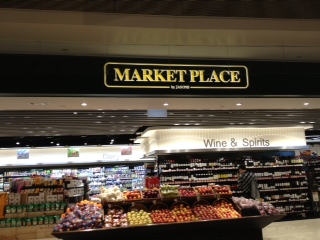 MARKET PLACE
by JASONS
Wine & Spirits